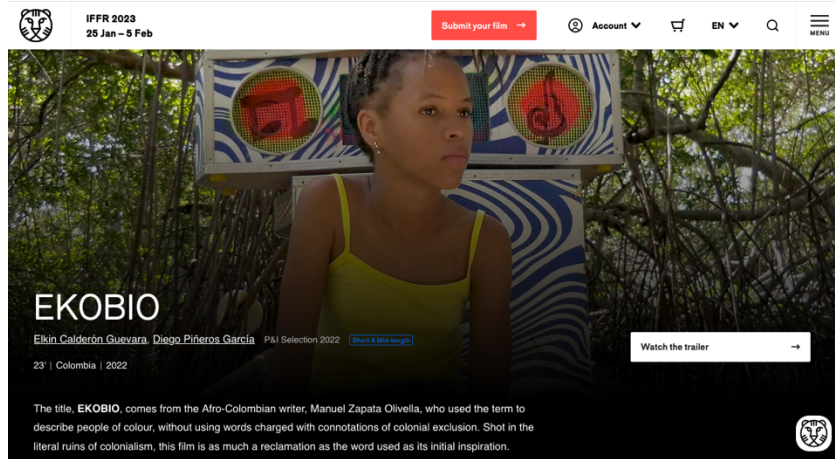 IFFR 2023
25 Jan – 5 Feb
Submit your film →
Account
EN
MENU
EKOBIO
Elkin Calderón Guevara, Diego Piñeros García P&I Selection 2022 Short & Mid-length
23' | Colombia | 2022
Watch the trailer →
The title, EKOBIO, comes from the Afro-Colombian writer, Manuel Zapata Olivella, who used the term to
describe people of colour, without using words charged with connotations of colonial exclusion. Shot in the
literal ruins of colonialism, this film is as much a reclamation as the word used as its initial inspiration.